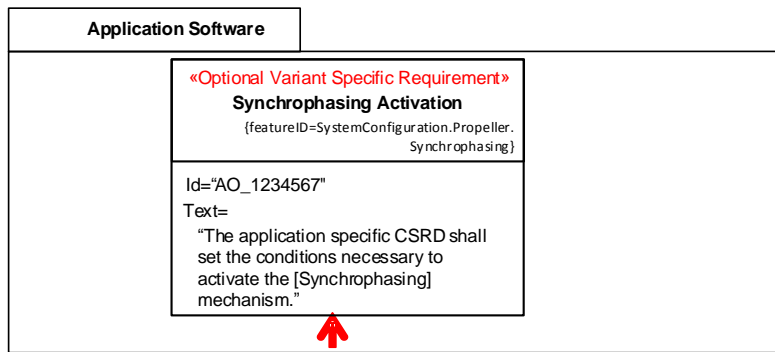 Application Software
«Optional Variant Specific Requirement»
Synchrophasing Activation
{featureID=SystemConfiguration.Propeller.
Synchrophasing}
Id=“AO_1234567"
Text=
“The application specific CSRD shall
set the conditions necessary to
activate the [Synchrophasing]
mechanism.”